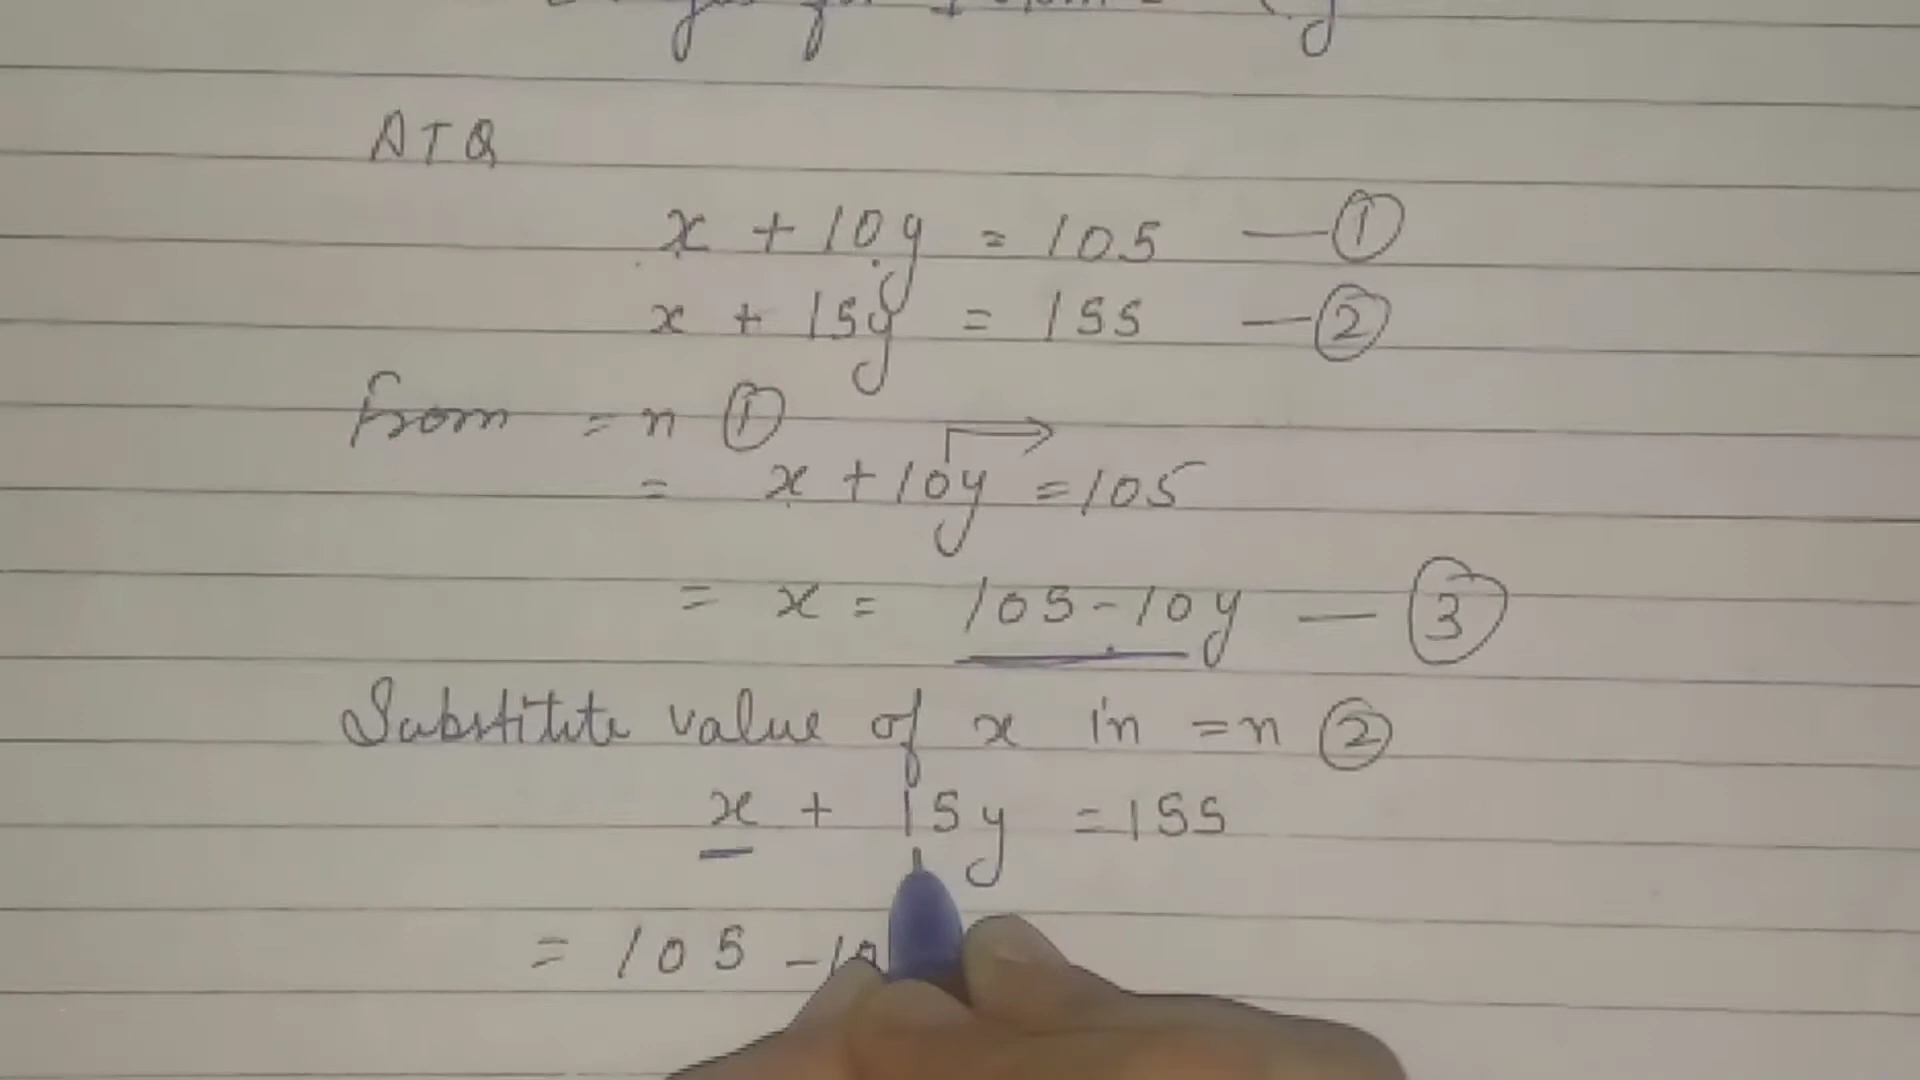 ATQ
x + 10y = 105 — ①
x + 15y = 155 — ②
from = n ①
= x + 10y = 105
= x = 105 - 10y — ③
Substitute value of x in = n ②
x + 15y = 155
= 105 - 10